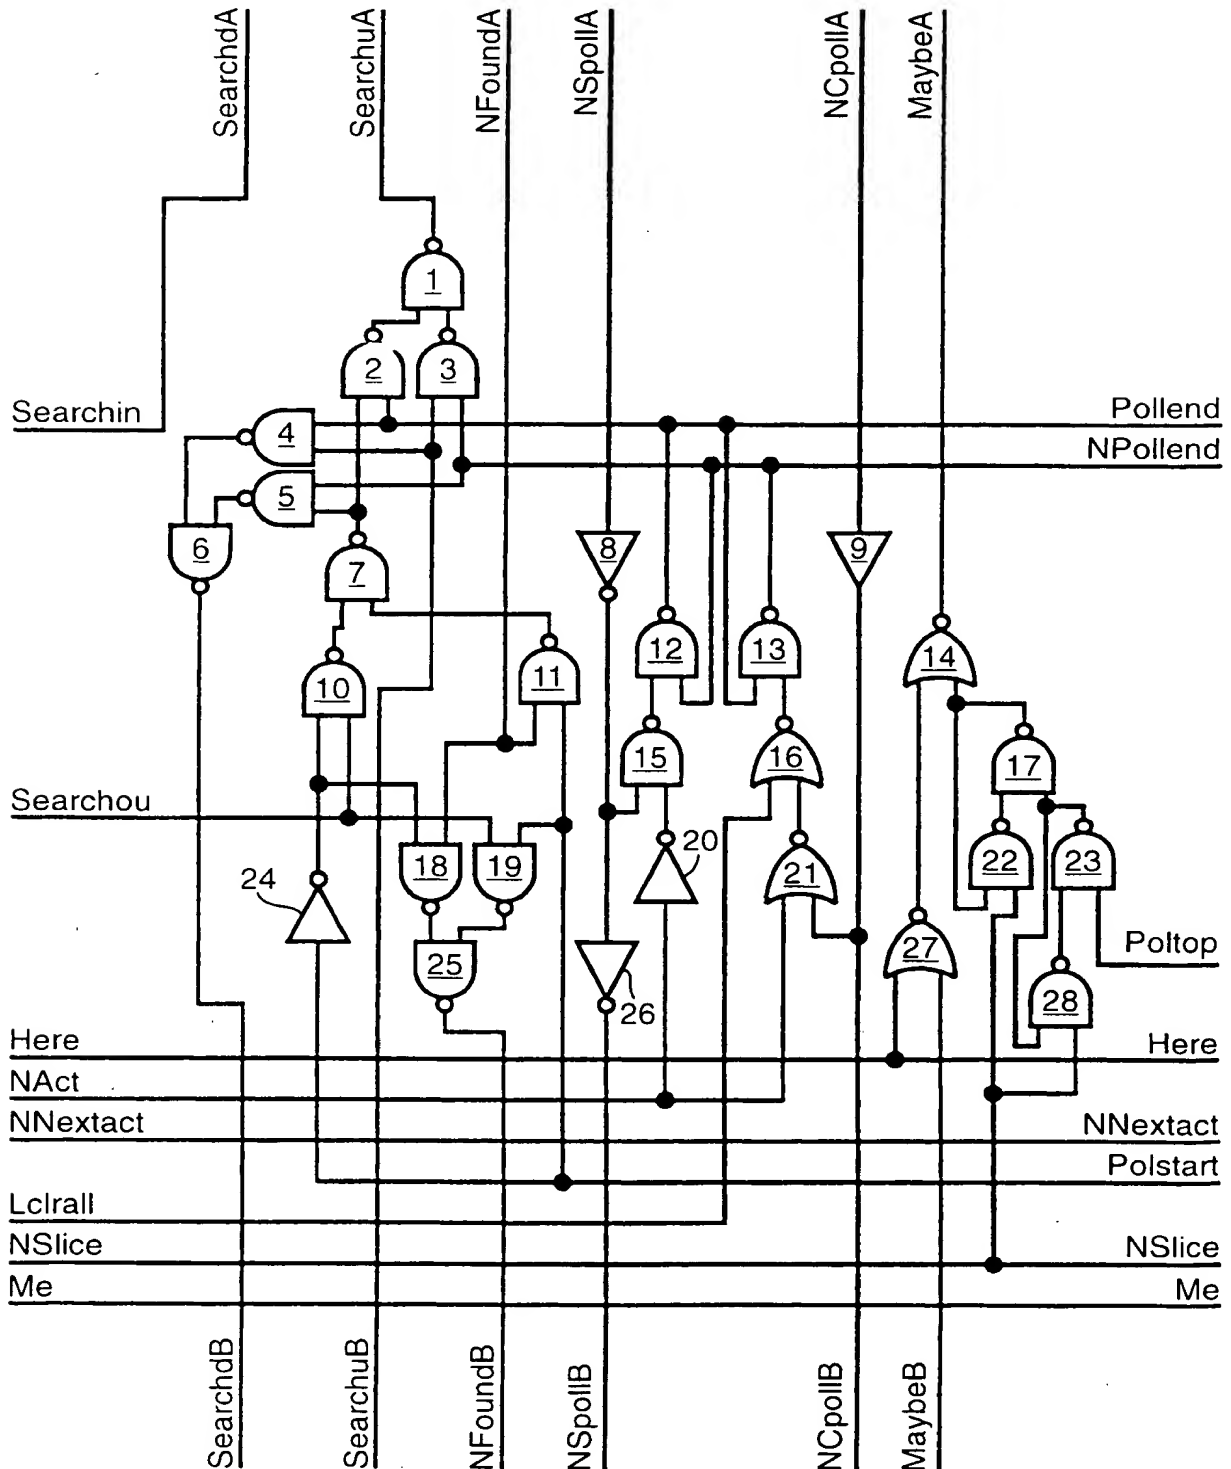 SearchdA
SearchuA
NFoundA
NSpollA
NCpollA
MaybeA
1
2
3
Searchin
Pollend
4
NPollend
5
6
8
9
7
12
13
14
10
11
15
16
17
Searchou
20
18
19
22
23
24
21
25
27
Poltop
26
28
Here
Here
NAct
NNextact
NNextact
Polstart
Lclrall
NSlice
NSlice
Me
Me
SearchdB
SearchuB
NFoundB
NSpollB
NCpollB
MaybeB